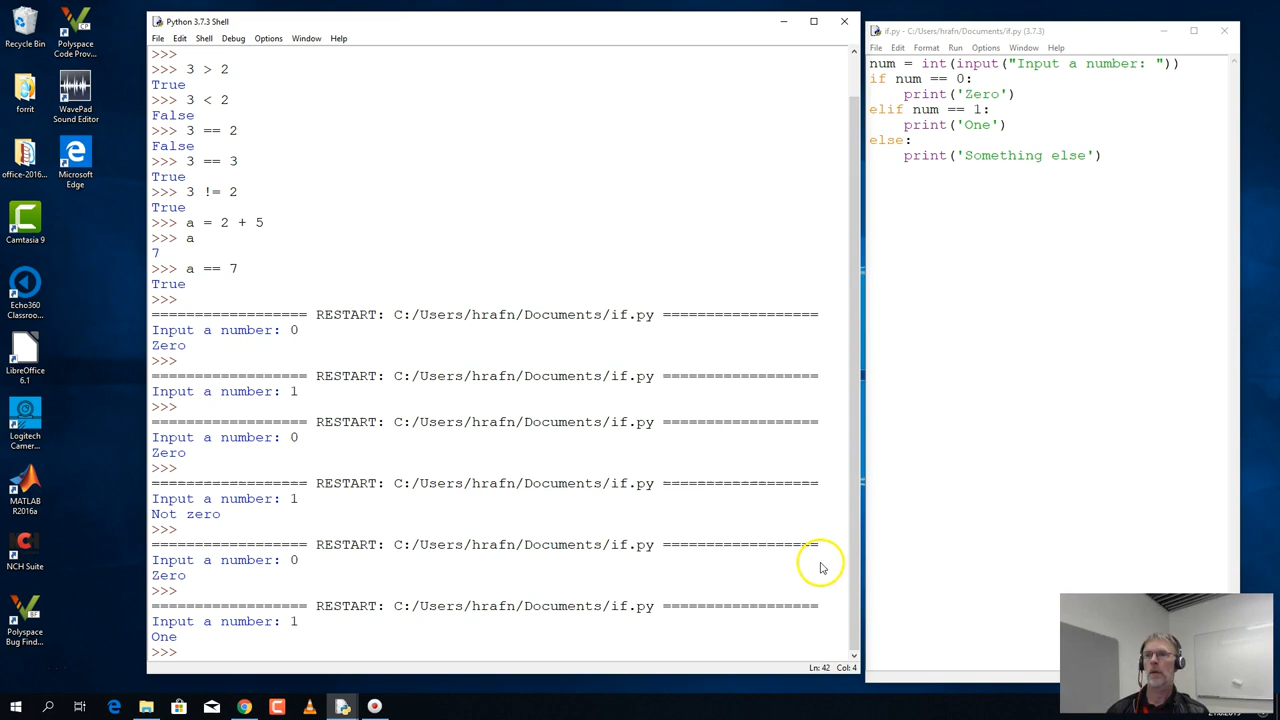 Recycle Bin
Polyspace
Code Prov...
forrit
WavePad
Sound Editor
office-2016...
Microsoft
Edge
Camtasia 9
Echo360
Classroo...
LibreOffice
6.1
Logitech
Camer...
MATLAB
R2016a
NCH Suite
Polyspace
Bug Find...
Python 3.7.3 Shell
File Edit Shell Debug Options Window Help
>>>
>>> 3 > 2
True
>>> 3 < 2
False
>>> 3 == 2
False
>>> 3 == 3
True
>>> 3 != 2
True
>>> a = 2 + 5
>>> a
7
>>> a == 7
True
>>>
================== RESTART: C:/Users/hrafn/Documents/if.py ==================
Input a number: 0
Zero
>>>
================== RESTART: C:/Users/hrafn/Documents/if.py ==================
Input a number: 1
>>>
================== RESTART: C:/Users/hrafn/Documents/if.py ==================
Input a number: 0
Zero
>>>
================== RESTART: C:/Users/hrafn/Documents/if.py ==================
Input a number: 1
Not zero
>>>
================== RESTART: C:/Users/hrafn/Documents/if.py ==================
Input a number: 0
Zero
>>>
================== RESTART: C:/Users/hrafn/Documents/if.py ==================
Input a number: 1
One
>>>
Ln: 42 Col: 4
if.py - C:/Users/hrafn/Documents/if.py (3.7.3)
File Edit Format Run Options Window Help
num = int(input("Input a number: "))
if num == 0:
    print('Zero')
elif num == 1:
    print('One')
else:
    print('Something else')